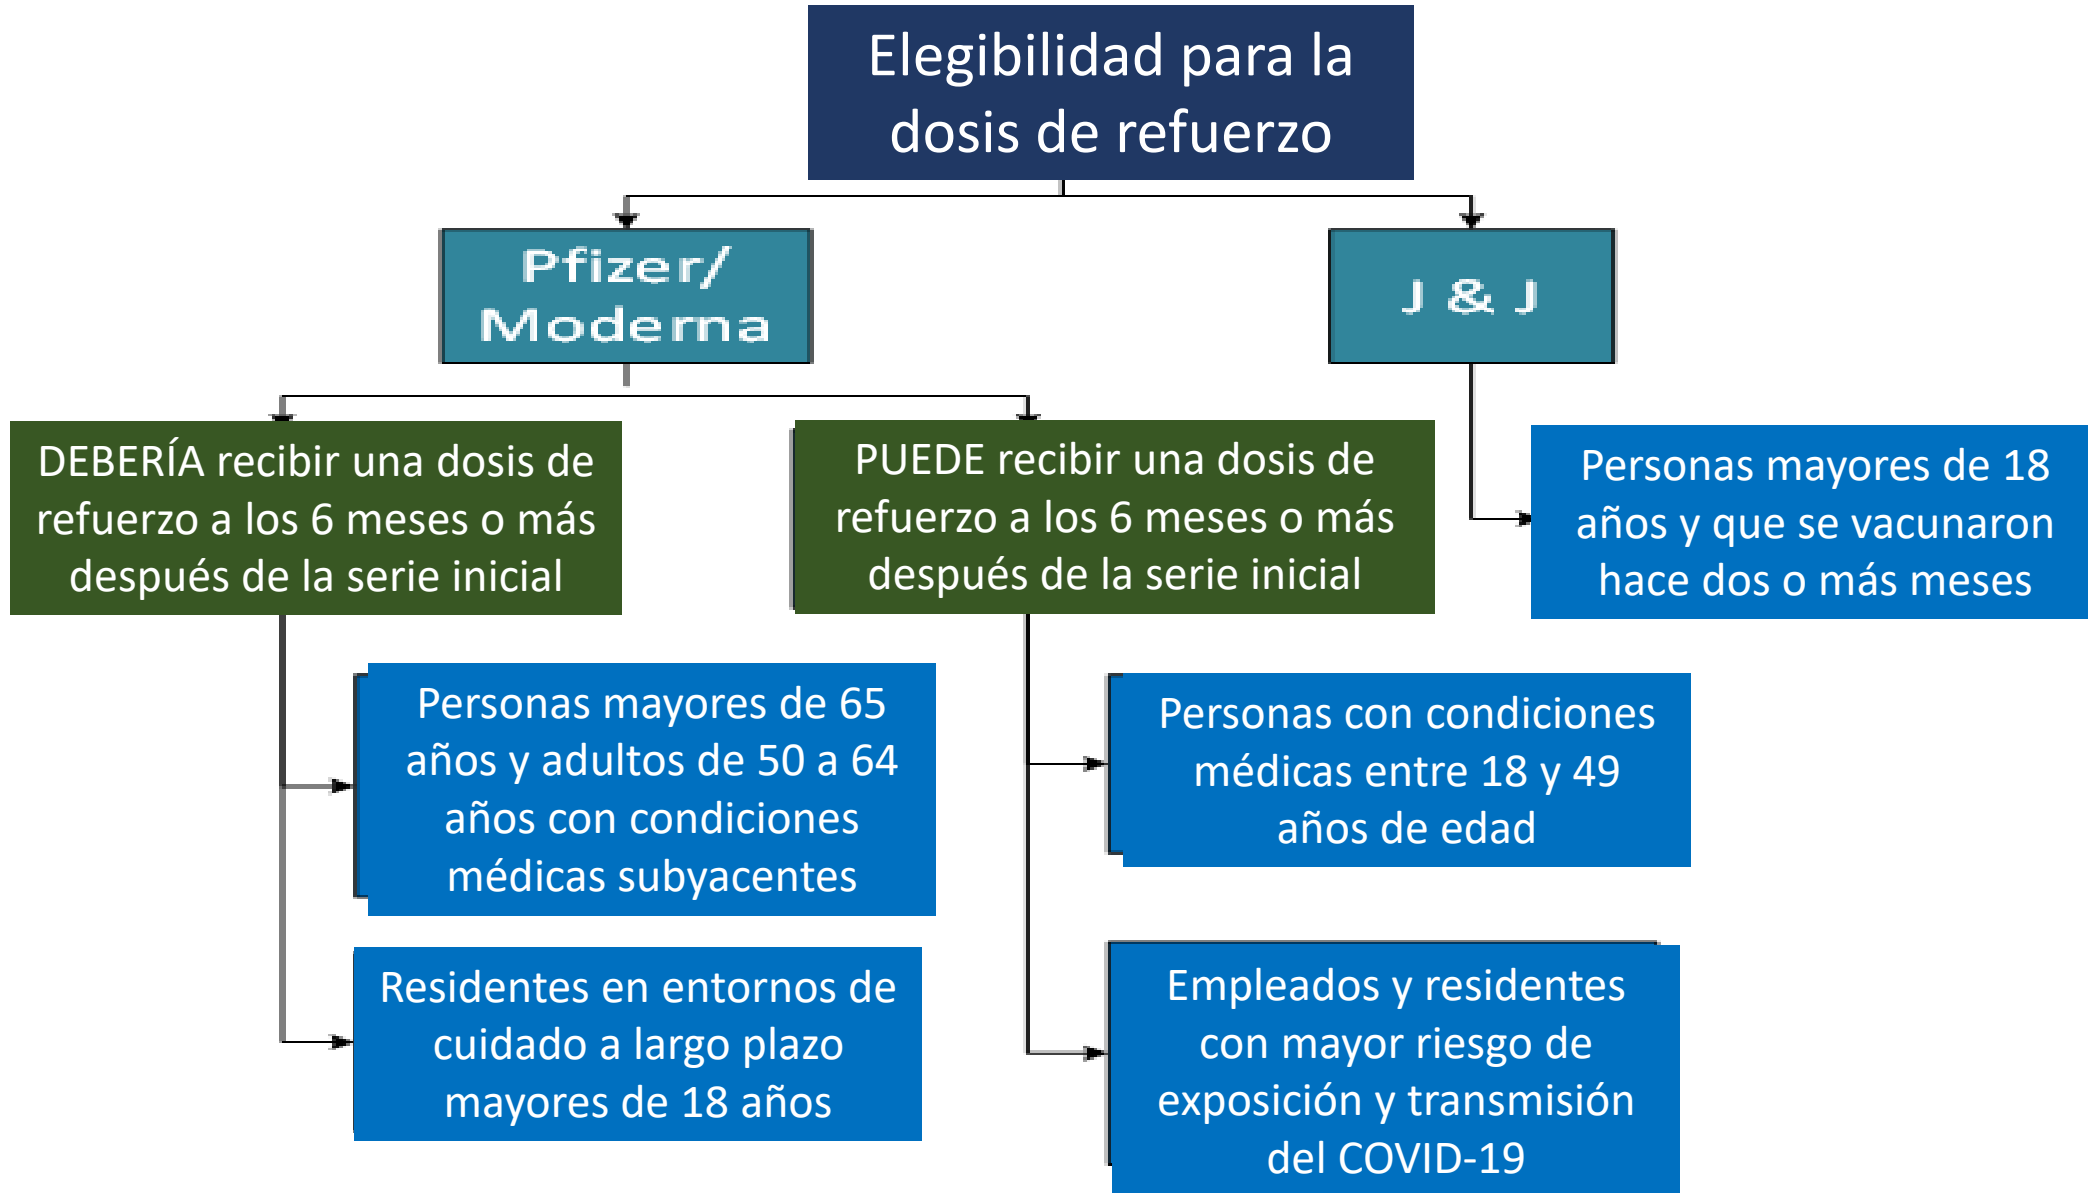 Elegibilidad para la
dosis de refuerzo
Pfizer/
Moderna
J & J
DEBERÍA recibir una dosis de
refuerzo a los 6 meses o más
después de la serie inicial
PUEDE recibir una dosis de
refuerzo a los 6 meses o más
después de la serie inicial
Personas mayores de 18
años y que se vacunaron
hace dos o más meses
Personas mayores de 65
años y adultos de 50 a 64
años con condiciones
médicas subyacentes
Personas con condiciones
médicas entre 18 y 49
años de edad
Residentes en entornos de
cuidado a largo plazo
mayores de 18 años
Empleados y residentes
con mayor riesgo de
exposición y transmisión
del COVID-19